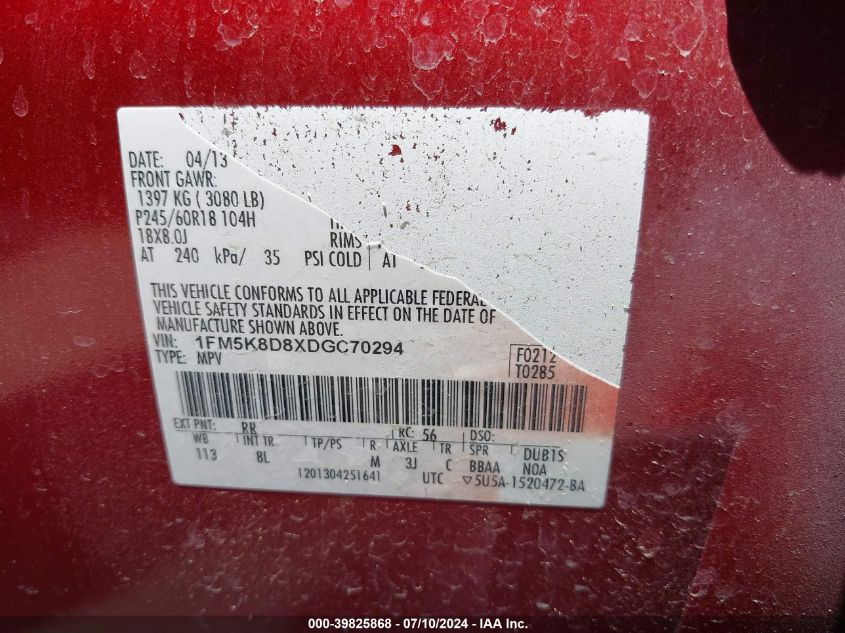 DATE: 04/13
FRONT GAWR:
1397 KG ( 3080 LB)
P245/60R18 104H
18X8.0J RIMS
AT 240 kPa/ 35 PSI COLD AT
THIS VEHICLE CONFORMS TO ALL APPLICABLE FEDERAL
VEHICLE SAFETY STANDARDS IN EFFECT ON THE DATE OF
MANUFACTURE SHOWN ABOVE.
VIN: 1FM5K8D8XDGC70294
TYPE: MPV
F0212
T0285
EXT PNT: RR KC: 56 DSO:
WB INT TR TP/PS R AXLE TR SPR DUB1S
113 BL M 3J C BBAA N0A
1201304251641 UTC ▽5U5A-1520472-BA
000-39825868 - 07/10/2024 - IAA Inc.